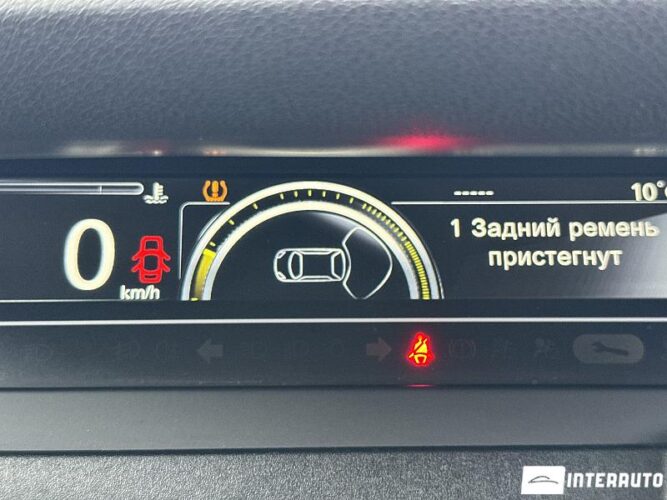 -----
10°
1 Задний ремень
пристегнут
0
km/h
INTERAUTO